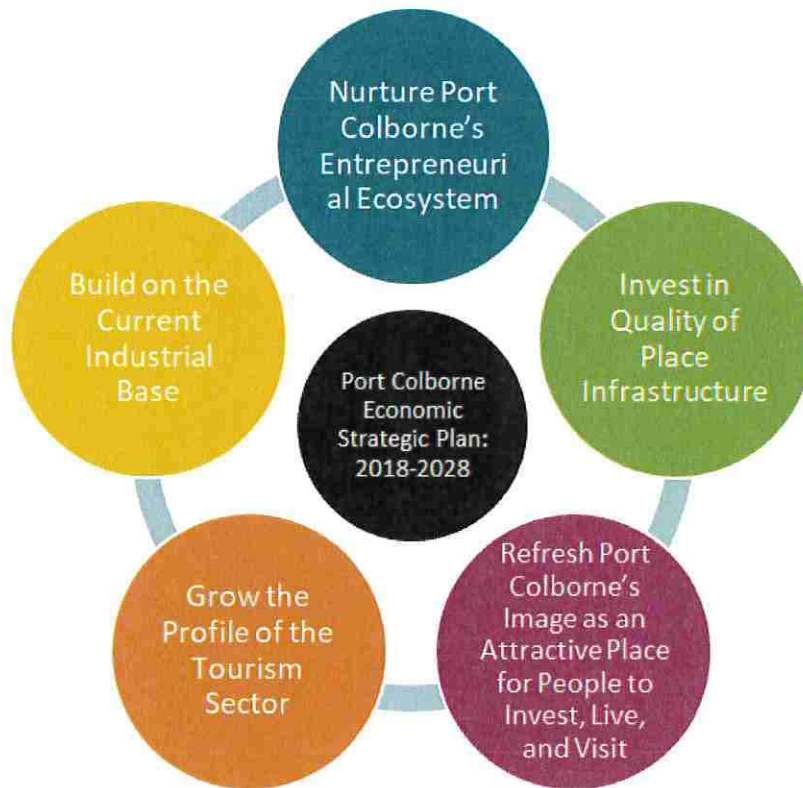 Nurture Port
Colborne's
Entrepreneuri
al Ecosystem
Invest in
Quality of
Place
Infrastructure
Refresh Port
Colborne's
Image as an
Attractive Place
for People to
Invest, Live,
and Visit
Grow the
Profile of the
Tourism
Sector
Build on the
Current
Industrial
Base
Port Colborne
Economic
Strategic Plan:
2018-2028